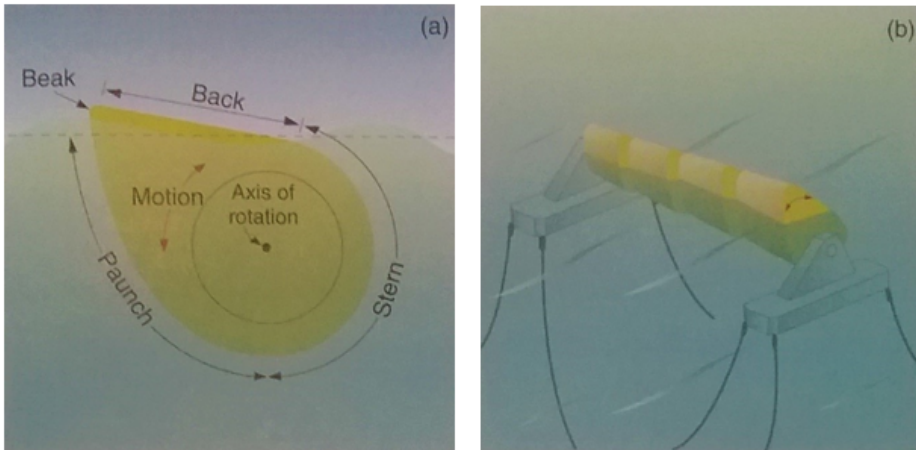 (a)
Beak
Back
Motion
Axis of
rotation
Paunch
Stern
(b)